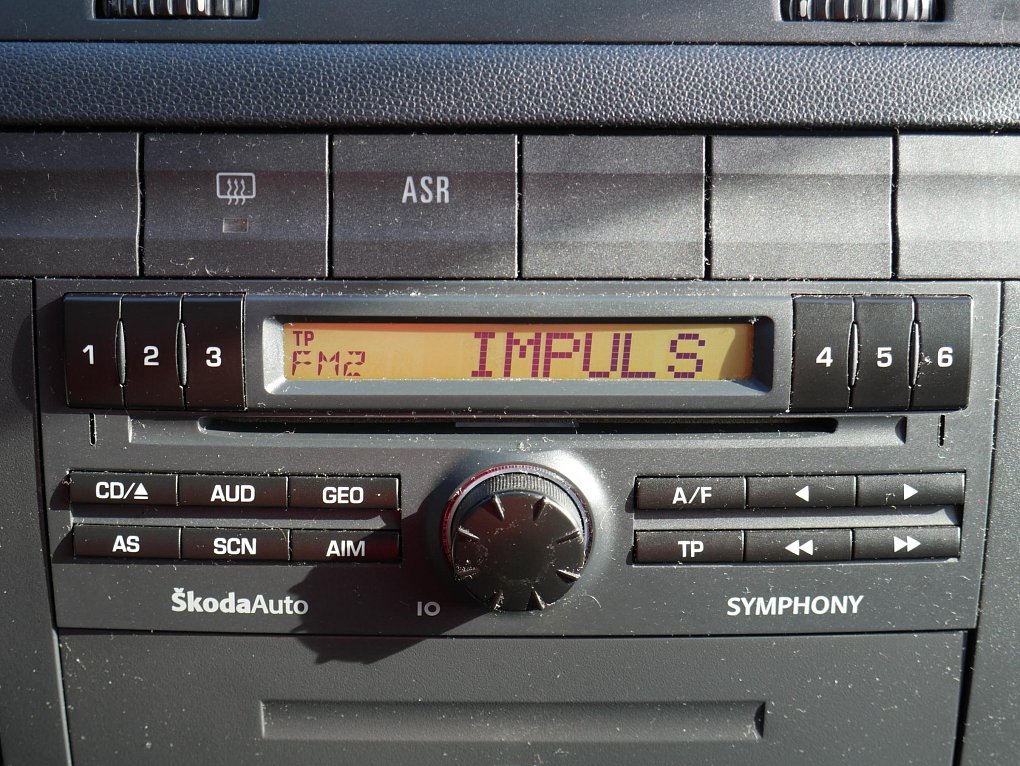 ASR
1 2 3
TP
FM2 IMPULS
4 5 6
CD/⏏ AUD GEO
A/F ◀ ▶
AS SCN AIM
TP ◀◀ ▶▶
ŠkodaAuto
IO
SYMPHONY